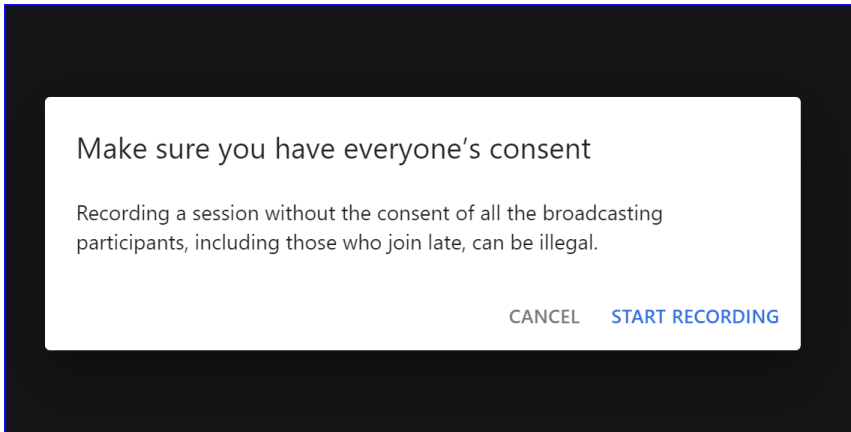 Make sure you have everyone’s consent
Recording a session without the consent of all the broadcasting
participants, including those who join late, can be illegal.
CANCEL START RECORDING